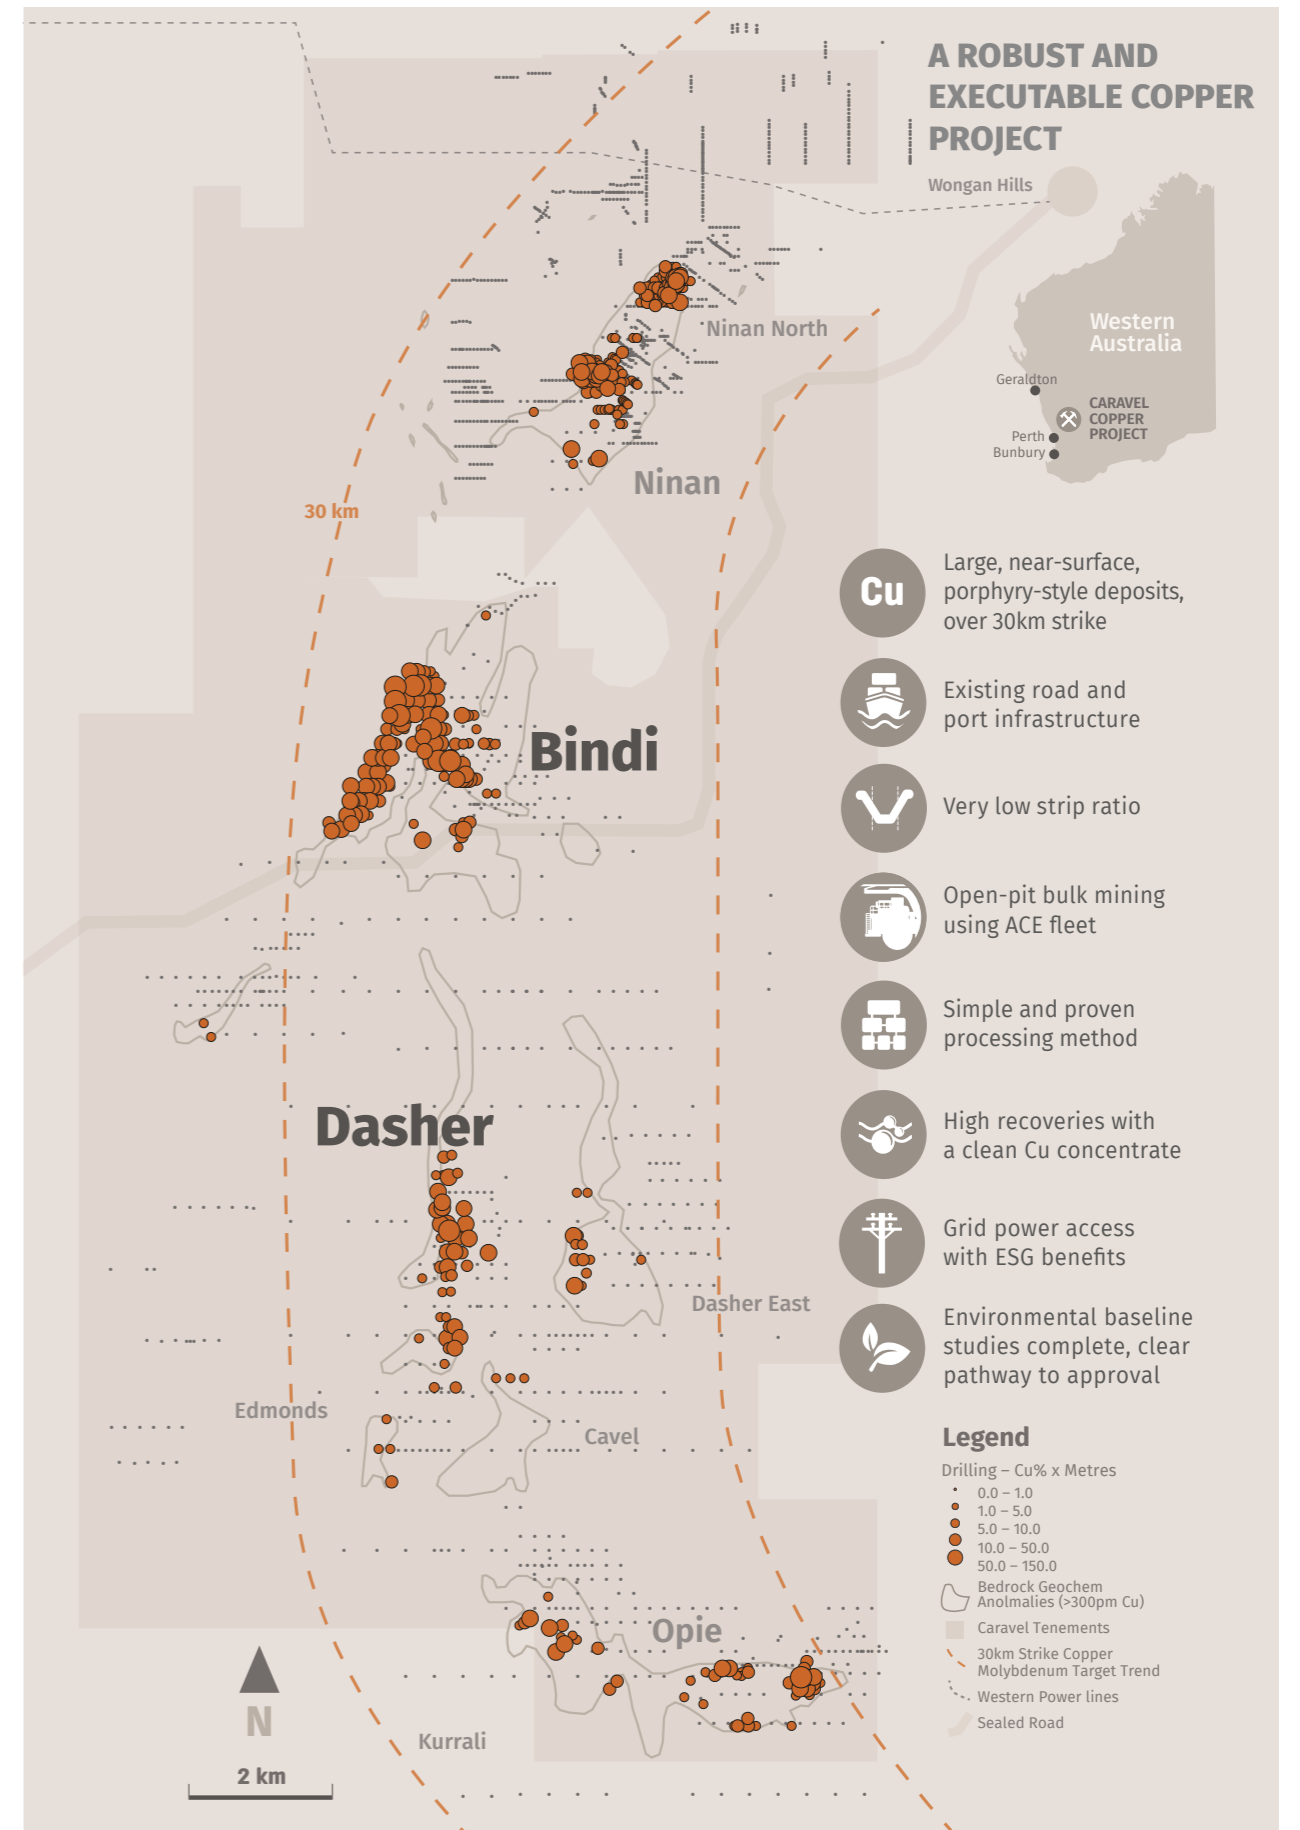 A ROBUST AND
EXECUTABLE COPPER
PROJECT
Wongan Hills
Western
Australia
Geraldton
CARAVEL
COPPER
PROJECT
Perth
Bunbury
Ninan North
Ninan
30 km
Cu
Large, near-surface,
porphyry-style deposits,
over 30km strike
Existing road and
port infrastructure
Bindi
Very low strip ratio
Open-pit bulk mining
using ACE fleet
Simple and proven
processing method
Dasher
High recoveries with
a clean Cu concentrate
Grid power access
with ESG benefits
Dasher East
Environmental baseline
studies complete, clear
pathway to approval
Edmonds
Cavel
Legend
Drilling – Cu% x Metres
0.0 – 1.0
1.0 – 5.0
5.0 – 10.0
10.0 – 50.0
50.0 – 150.0
Bedrock Geochem
Anolmalies (>300pm Cu)
Caravel Tenements
30km Strike Copper
Molybdenum Target Trend
Western Power lines
Sealed Road
Opie
N
Kurrali
2 km